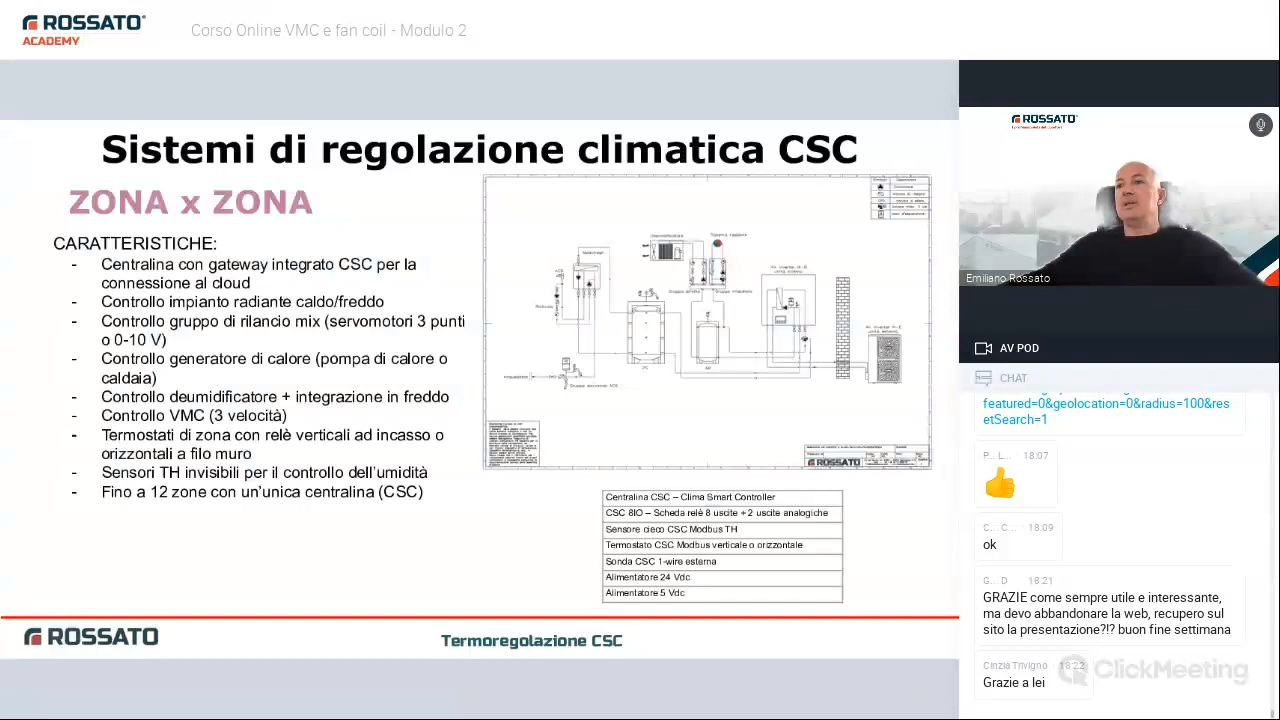 ROSSATO
ACADEMY
Corso Online VMC e fan coil - Modulo 2
Sistemi di regolazione climatica CSC
ZONA ZONA
CARATTERISTICHE:
- Centralina con gateway integrato CSC per la
connessione al cloud
- Controllo impianto radiante caldo/freddo
- Controllo gruppo di rilancio mix (servomotori 3 punti
o 0-10 V)
- Controllo generatore di calore (pompa di calore o
caldaia)
- Controllo deumidificatore + integrazione in freddo
- Controllo VMC (3 velocità)
- Termostati di zona con relè verticali ad incasso o
orizzontali a filo muro
- Sensori TH invisibili per il controllo dell'umidità
- Fino a 12 zone con un'unica centralina (CSC)
ROSSATO
Centralina CSC – Clima Smart Controller
CSC 8IO – Scheda relè 8 uscite + 2 uscite analogiche
Sensore cieco CSC Modbus TH
Termostato CSC Modbus verticale o orizzontale
Sonda CSC 1-wire esterna
Alimentatore 24 Vdc
Alimentatore 5 Vdc
ROSSATO
Termoregolazione CSC
ROSSATO
Emiliano Rossato
AV POD
CHAT
featured=0&geolocation=0&radius=100&res
etSearch=1
P... L... 18:07
C... C... 18:09
ok
G... D 18:21
GRAZIE come sempre utile e interessante,
ma devo abbandonare la web, recupero sul
sito la presentazione?!? buon fine settimana
Cinzia Trivigno 18:22
Grazie a lei
ClickMeeting